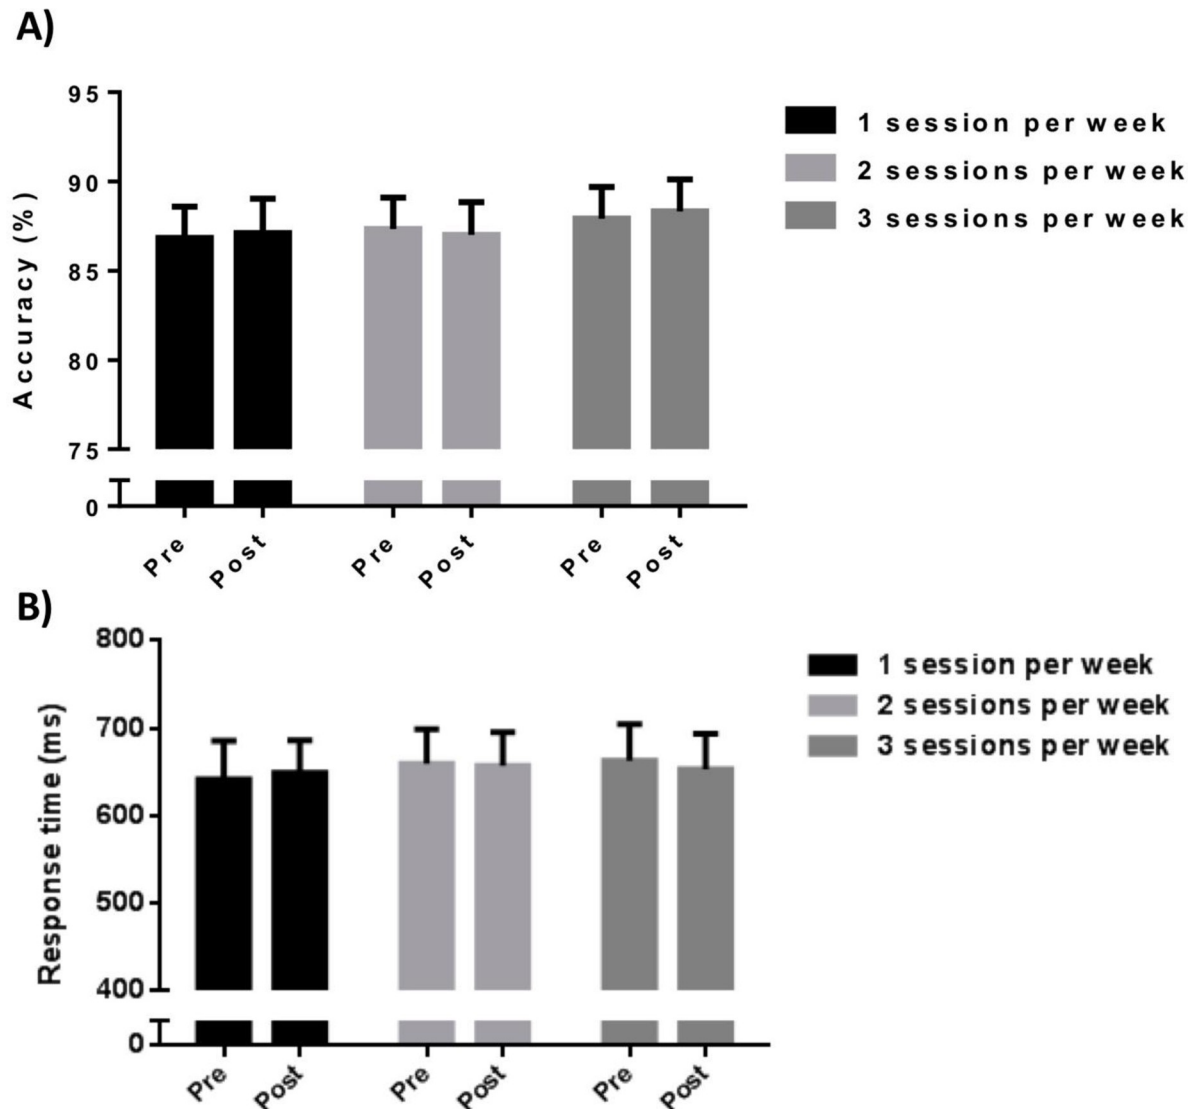 A)
95
90
85
80
75
0
Accuracy (%)
1 session per week
2 sessions per week
3 sessions per week
Pre
Post
Pre
Post
Pre
Post
B)
800
700
600
500
400
0
Response time (ms)
1 session per week
2 sessions per week
3 sessions per week
Pre
Post
Pre
Post
Pre
Post